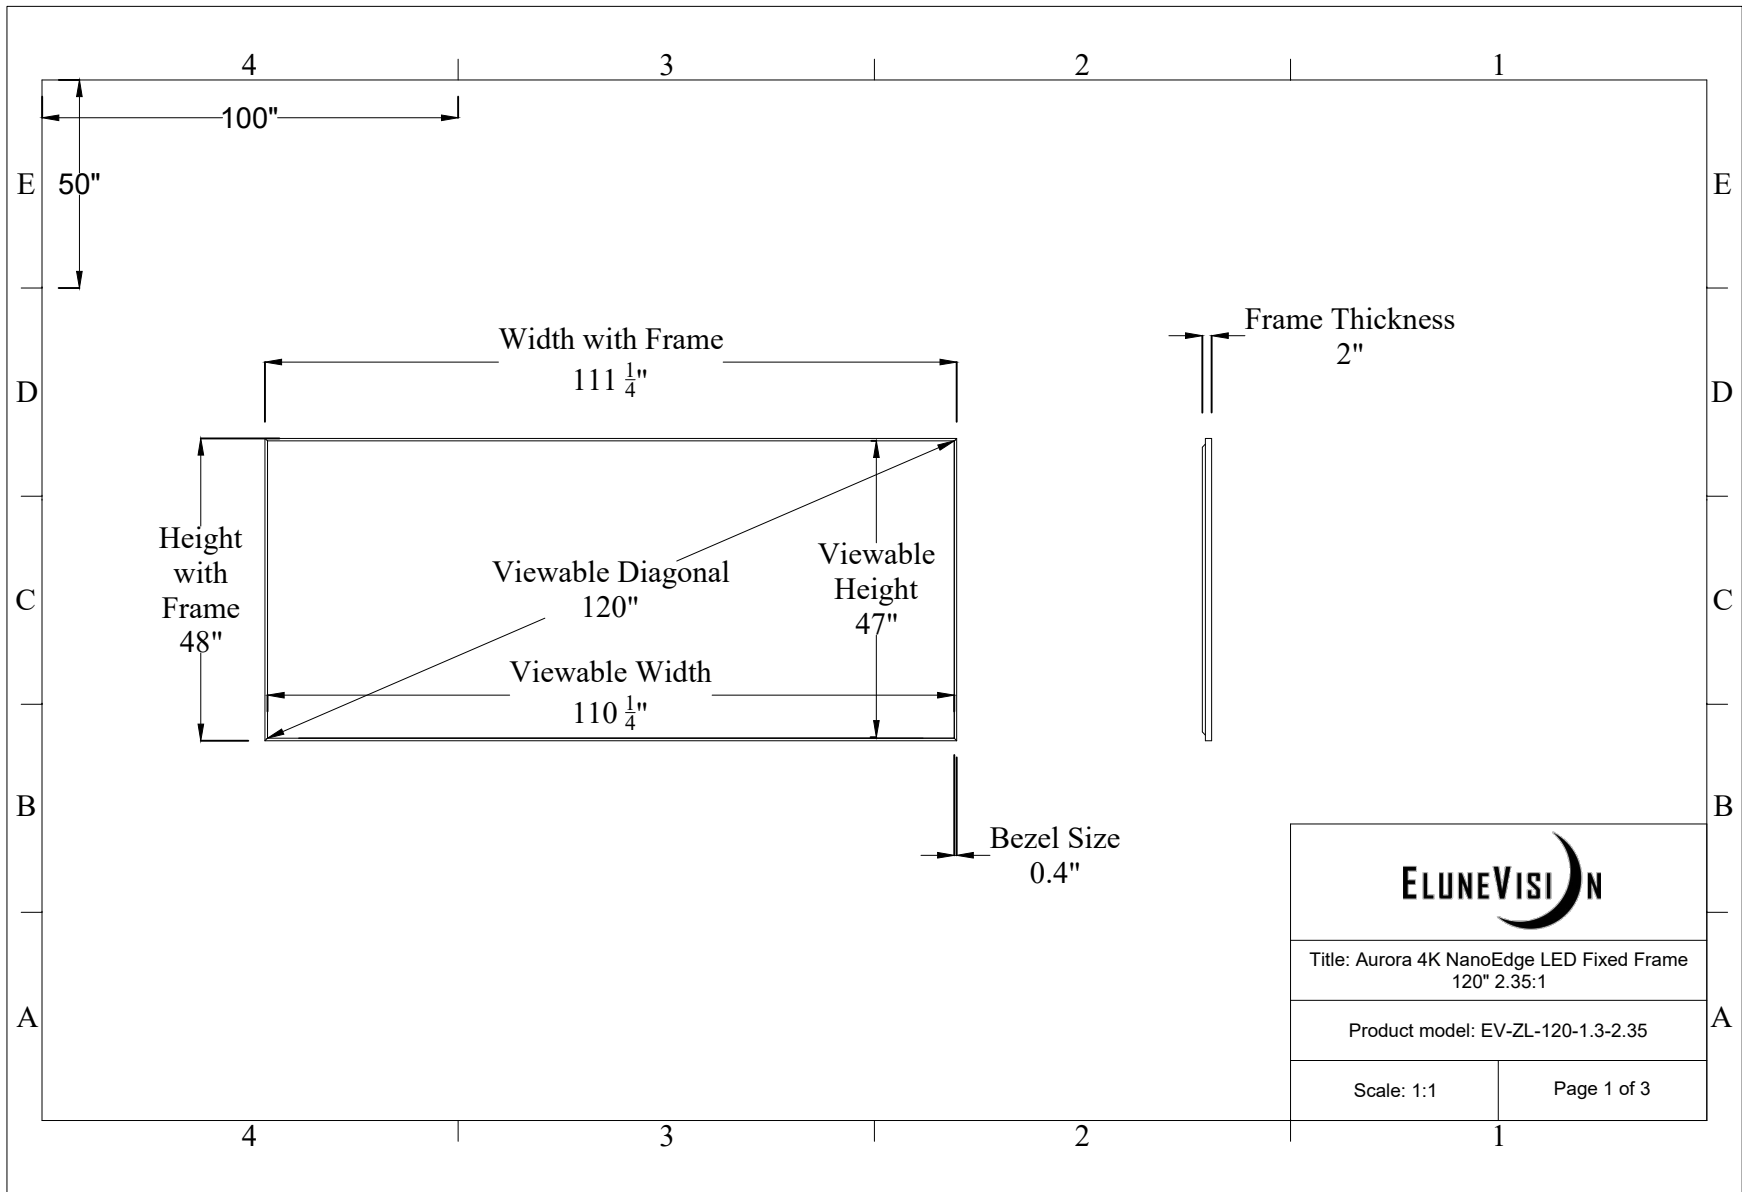 4 3 2 1
100"
E 50" E
Width with Frame
111 1/4"
Frame Thickness
2"
D D
Height
with
Frame
48"
Viewable Diagonal
120"
Viewable
Height
47"
C C
Viewable Width
110 1/4"
B B
Bezel Size
0.4"
ELUNEVISION
Title: Aurora 4K NanoEdge LED Fixed Frame
120" 2.35:1
A A
Product model: EV-ZL-120-1.3-2.35
Scale: 1:1 Page 1 of 3
4 3 2 1